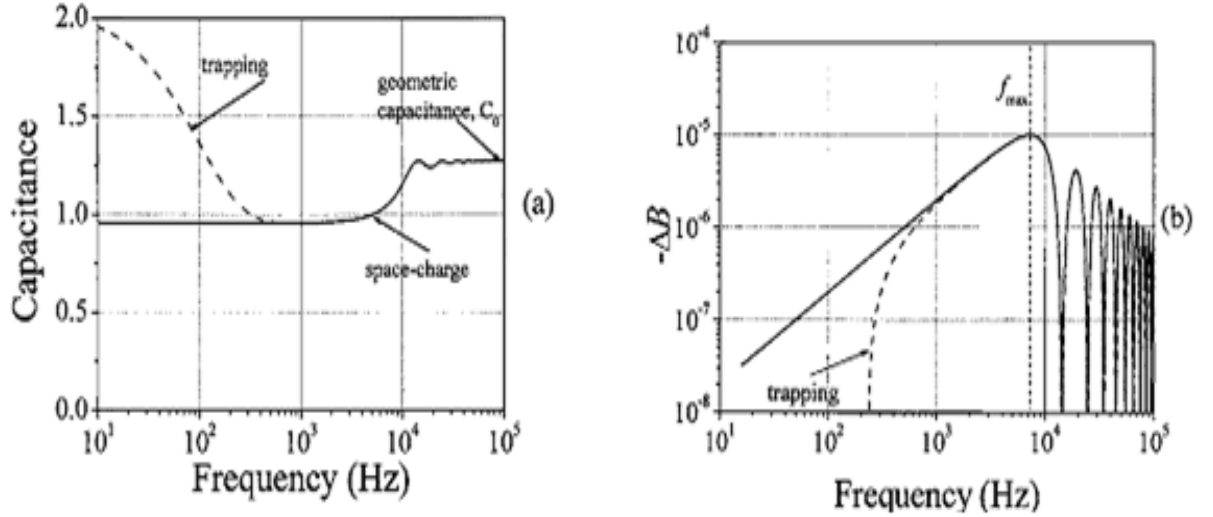 2.0
1.5
1.0
0.5
0.0
Capacitance
trapping
geometric
capacitance, C₀
space-charge
10¹
10²
10³
10⁴
10⁵
Frequency (Hz)
(a)
10⁻⁴
10⁻⁵
10⁻⁶
10⁻⁷
10⁻⁸
-ΔB
f max
trapping
10¹
10²
10³
10⁴
10⁵
Frequency (Hz)
(b)